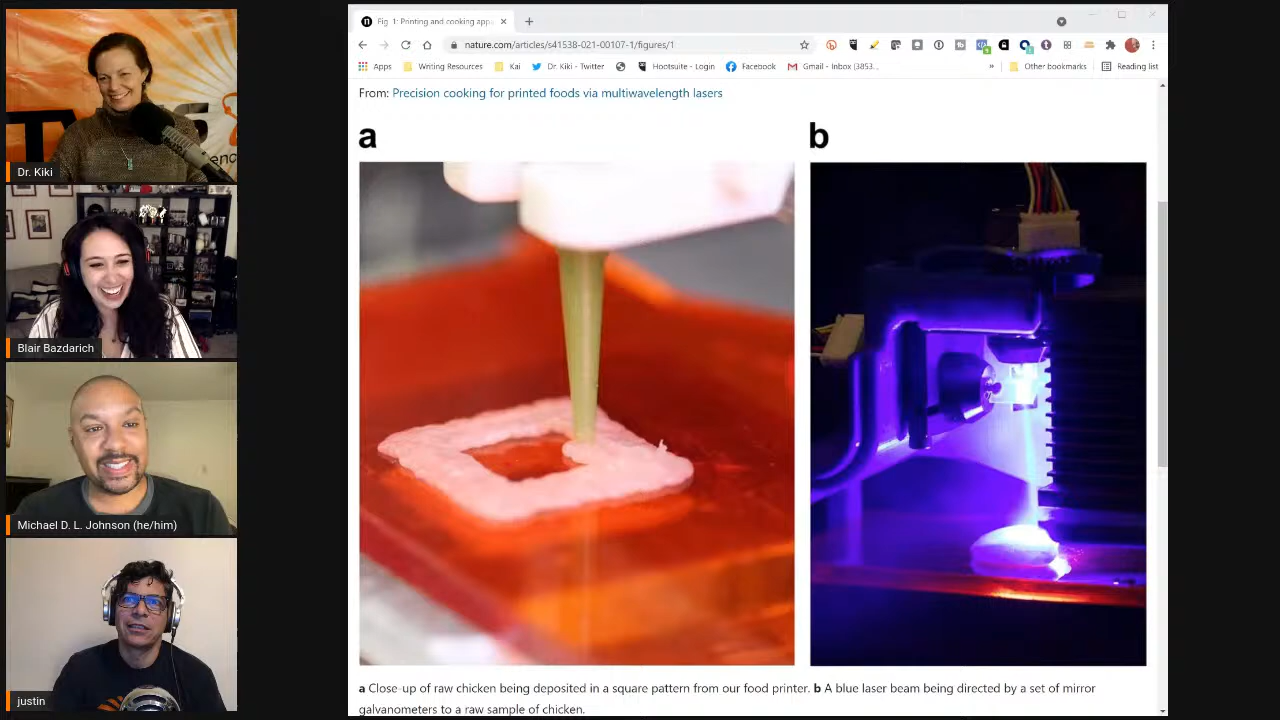 Dr. Kiki
Blair Bazdarich
Michael D. L. Johnson (he/him)
justin
Fig. 1: Printing and cooking app
nature.com/articles/s41538-021-00107-1/figures/1
Apps
Writing Resources
Kai
Dr. Kiki - Twitter
Hootsuite - Login
Facebook
Gmail - Inbox (3853...
»
Other bookmarks
Reading list
From: Precision cooking for printed foods via multiwavelength lasers
a
b
a Close-up of raw chicken being deposited in a square pattern from our food printer. b A blue laser beam being directed by a set of mirror
galvanometers to a raw sample of chicken.